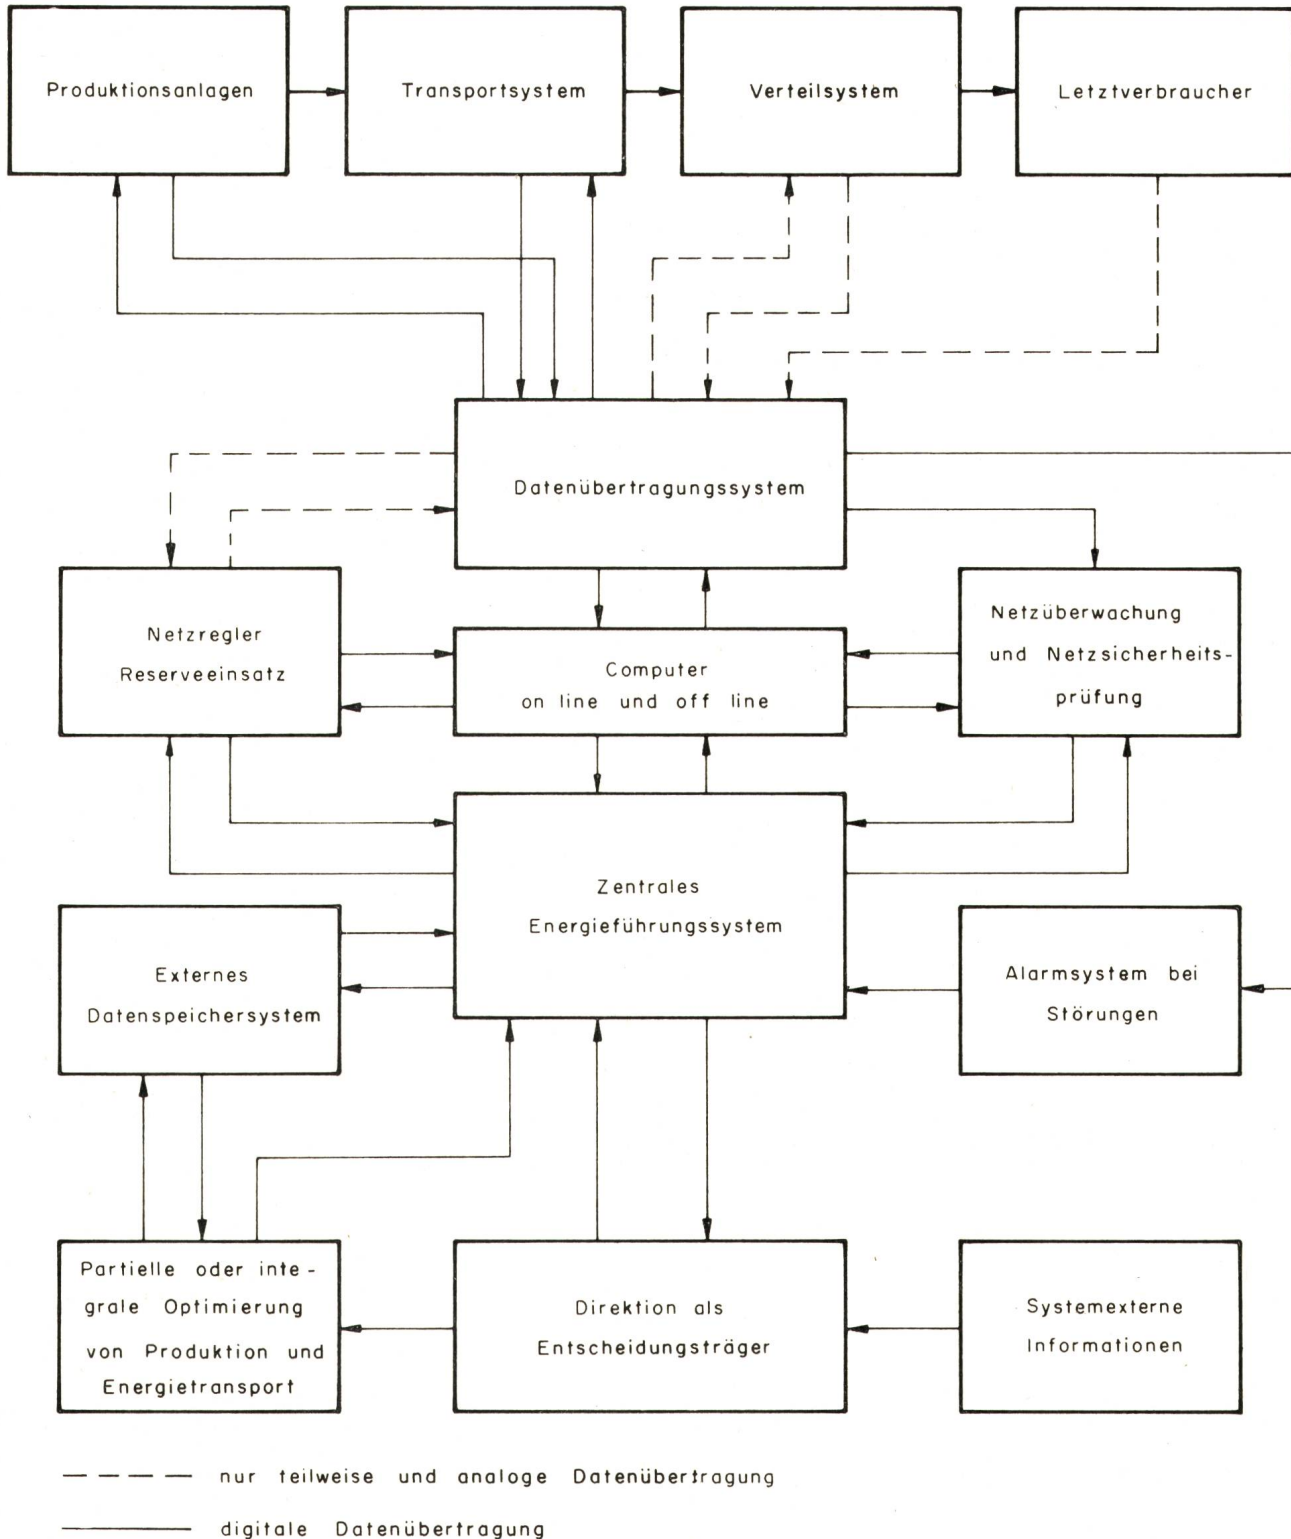 Produktionsanlagen
Transportsystem
Verteilsystem
Letztverbraucher
Datenübertragungssystem
Netzregler
Reserveeinsatz
Computer
on line und off line
Netzüberwachung
und Netzsicherheits-
prüfung
Zentrales
Energieführungssystem
Externes
Datenspeichersystem
Alarmsystem bei
Störungen
Partielle oder inte-
grale Optimierung
von Produktion und
Energietransport
Direktion als
Entscheidungsträger
Systemexterne
Informationen
nur teilweise und analoge Datenübertragung
digitale Datenübertragung